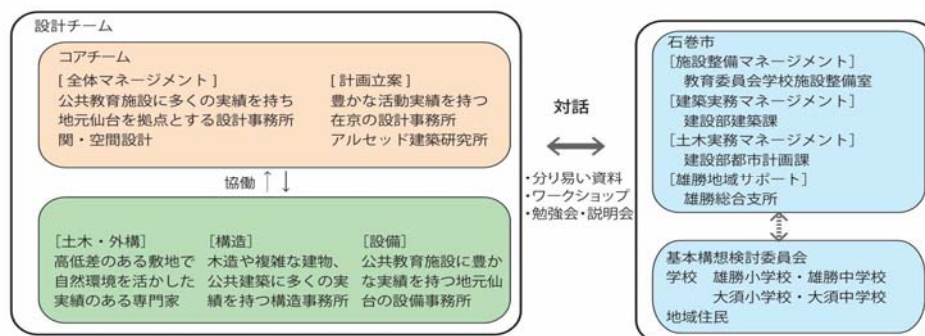 設計チーム
コアチーム
[全体マネージメント]
公共教育施設に多くの実績を持ち
地元仙台を拠点とする設計事務所
関・空間設計
[計画立案]
豊かな活動実績を持つ
在京の設計事務所
アルセッド建築研究所
協働 ↑↓
[土木・外構]
高低差のある敷地で
自然環境を活かした
実績のある専門家
[構造]
木造や複雑な建物、
公共建築に多くの実
績を持つ構造事務所
[設備]
公共教育施設に豊か
な実績を持つ地元仙
台の設備事務所
対話
・分り易い資料
・ワークショップ
・勉強会・説明会
石巻市
[施設整備マネージメント]
教育委員会学校施設整備室
[建築実務マネージメント]
建設部建築課
[土木実務マネージメント]
建設部都市計画課
[雄勝地域サポート]
雄勝総合支所
基本構想検討委員会
学校 雄勝小学校・雄勝中学校
大須小学校・大須中学校
地域住民